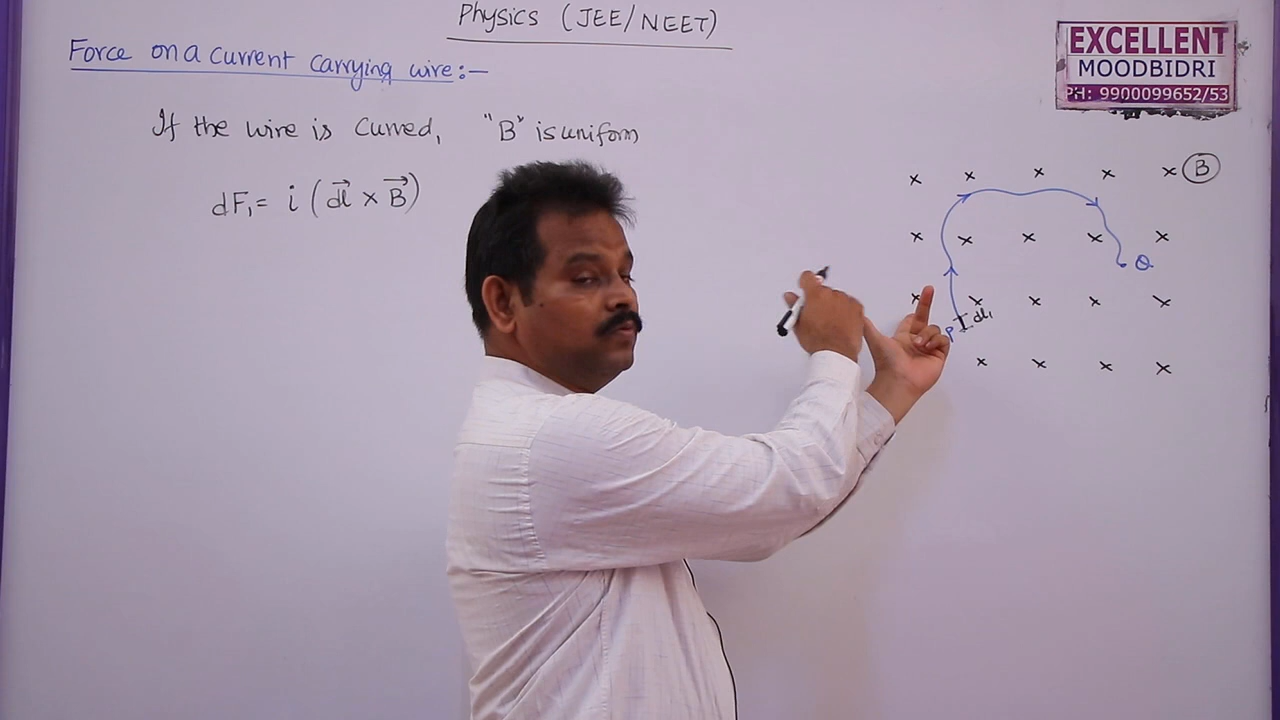 Physics (JEE/NEET)
EXCELLENT
MOODBIDRI
PH: 9900099652/53
Force on a current carrying wire:-
If the wire is curved, "B" is uniform
dF₁ = i (d⃗l × B⃗)
B
Q
P dl₁